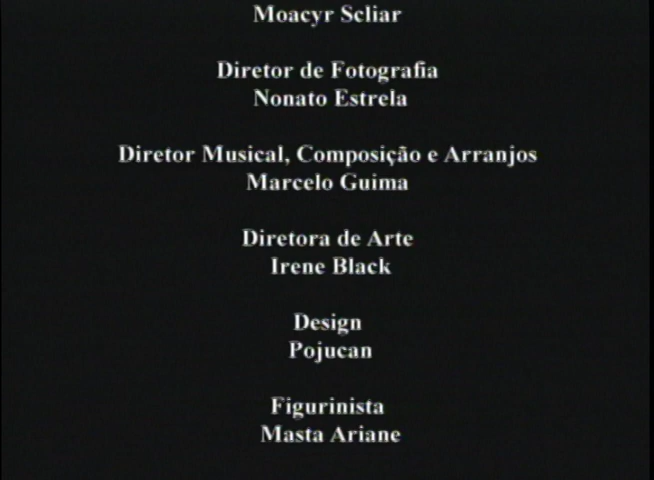 Moacyr Scliar
Diretor de Fotografia
Nonato Estrela
Diretor Musical, Composição e Arranjos
Marcelo Guima
Diretora de Arte
Irene Black
Design
Pojucan
Figurinista
Masta Ariane